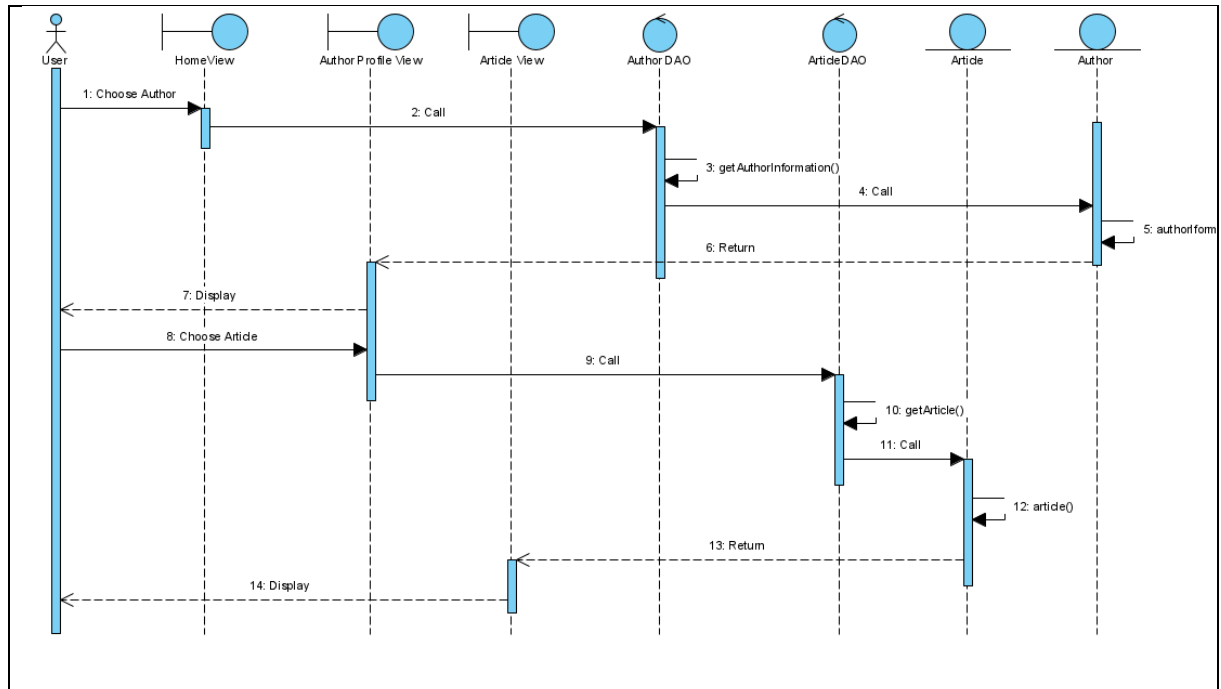 User
HomeView
Author Profile View
Article View
Author DAO
ArticleDAO
Article
Author
1: Choose Author
2: Call
3: getAuthorInformation()
4: Call
5: authorIform
6: Return
7: Display
8: Choose Article
9: Call
10: getArticle()
11: Call
12: article()
13: Return
14: Display